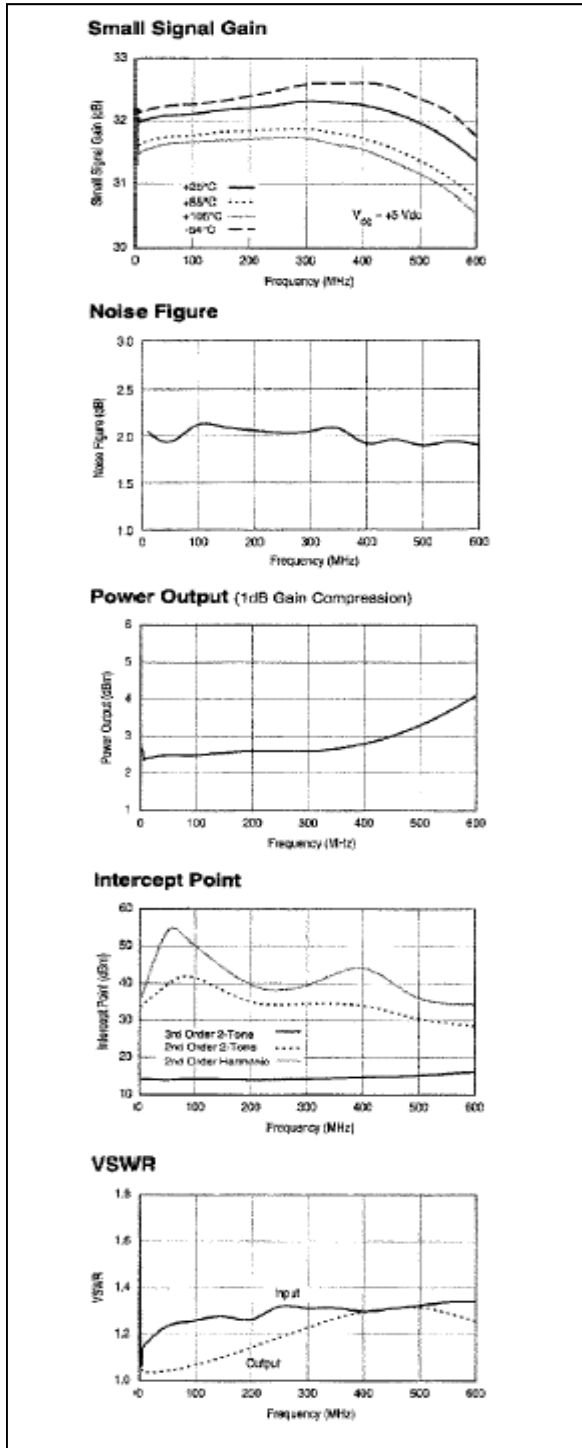 Small Signal Gain
33
32
31
30
Small Signal Gain (dB)
+25°C
+85°C
+105°C
-54°C
Vdc = +5 Vdc
0 100 200 300 400 500 600
Frequency (MHz)
Noise Figure
3.0
2.5
2.0
1.5
1.0
Noise Figure (dB)
0 100 200 300 400 500 600
Frequency (MHz)
Power Output (1dB Gain Compression)
6
5
4
3
2
1
Power Output (dBm)
0 100 200 300 400 500 600
Frequency (MHz)
Intercept Point
60
50
40
30
20
10
Intercept Point (dBm)
3rd Order 2-Tone
2nd Order 2-Tone
2nd Order Harmonic
0 100 200 300 400 500 600
Frequency (MHz)
VSWR
1.8
1.6
1.4
1.2
1.0
VSWR
Input
Output
0 100 200 300 400 500 600
Frequency (MHz)